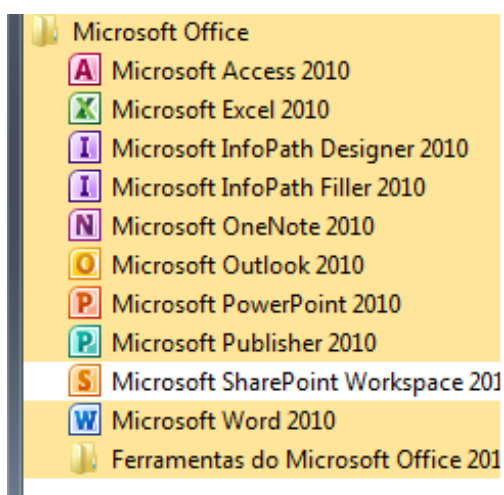 Microsoft Office
Microsoft Access 2010
Microsoft Excel 2010
Microsoft InfoPath Designer 2010
Microsoft InfoPath Filler 2010
Microsoft OneNote 2010
Microsoft Outlook 2010
Microsoft PowerPoint 2010
Microsoft Publisher 2010
Microsoft SharePoint Workspace 201
Microsoft Word 2010
Ferramentas do Microsoft Office 201